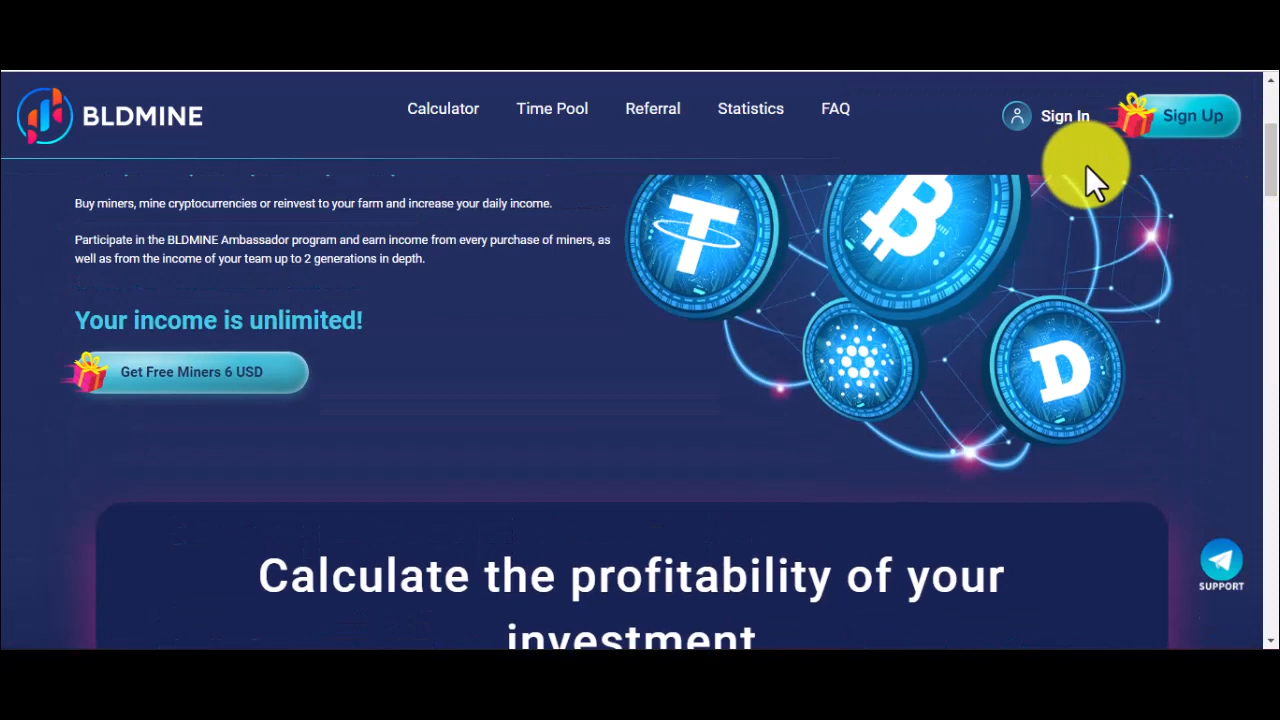 BLDMINE
Calculator
Time Pool
Referral
Statistics
FAQ
Sign In
Sign Up
Buy miners, mine cryptocurrencies or reinvest to your farm and increase your daily income.
Participate in the BLDMINE Ambassador program and earn income from every purchase of miners, as
well as from the income of your team up to 2 generations in depth.
Your income is unlimited!
Get Free Miners 6 USD
Calculate the profitability of your
investment
SUPPORT